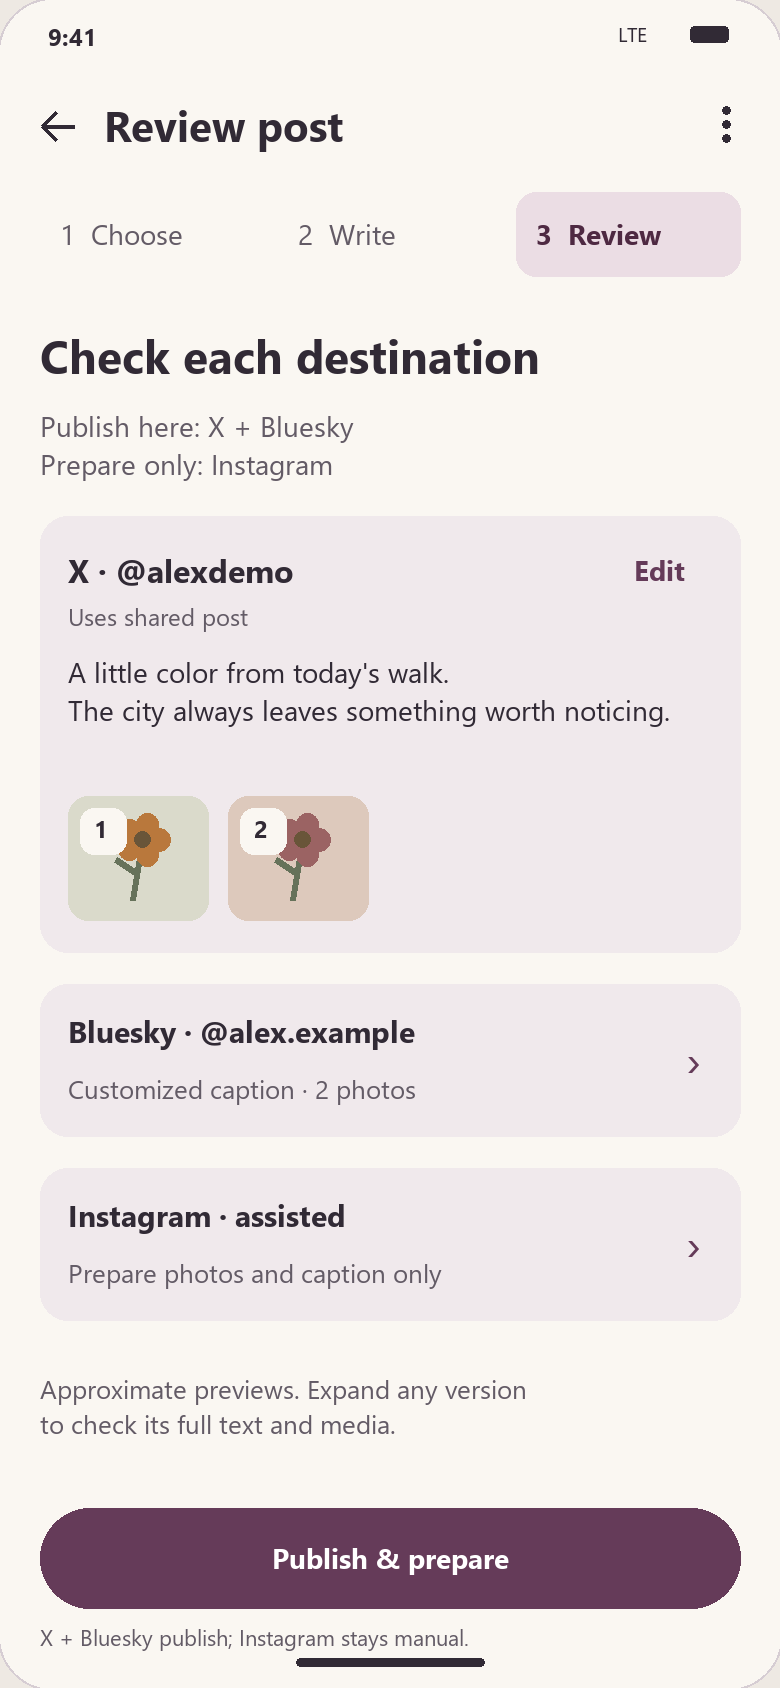 9:41
LTE
Review post
1 Choose
2 Write
3 Review
Check each destination
Publish here: X + Bluesky
Prepare only: Instagram
X · @alexdemo
Edit
Uses shared post
A little color from today's walk.
The city always leaves something worth noticing.
1
2
Bluesky · @alex.example
Customized caption · 2 photos
Instagram · assisted
Prepare photos and caption only
Approximate previews. Expand any version
to check its full text and media.
Publish & prepare
X + Bluesky publish; Instagram stays manual.